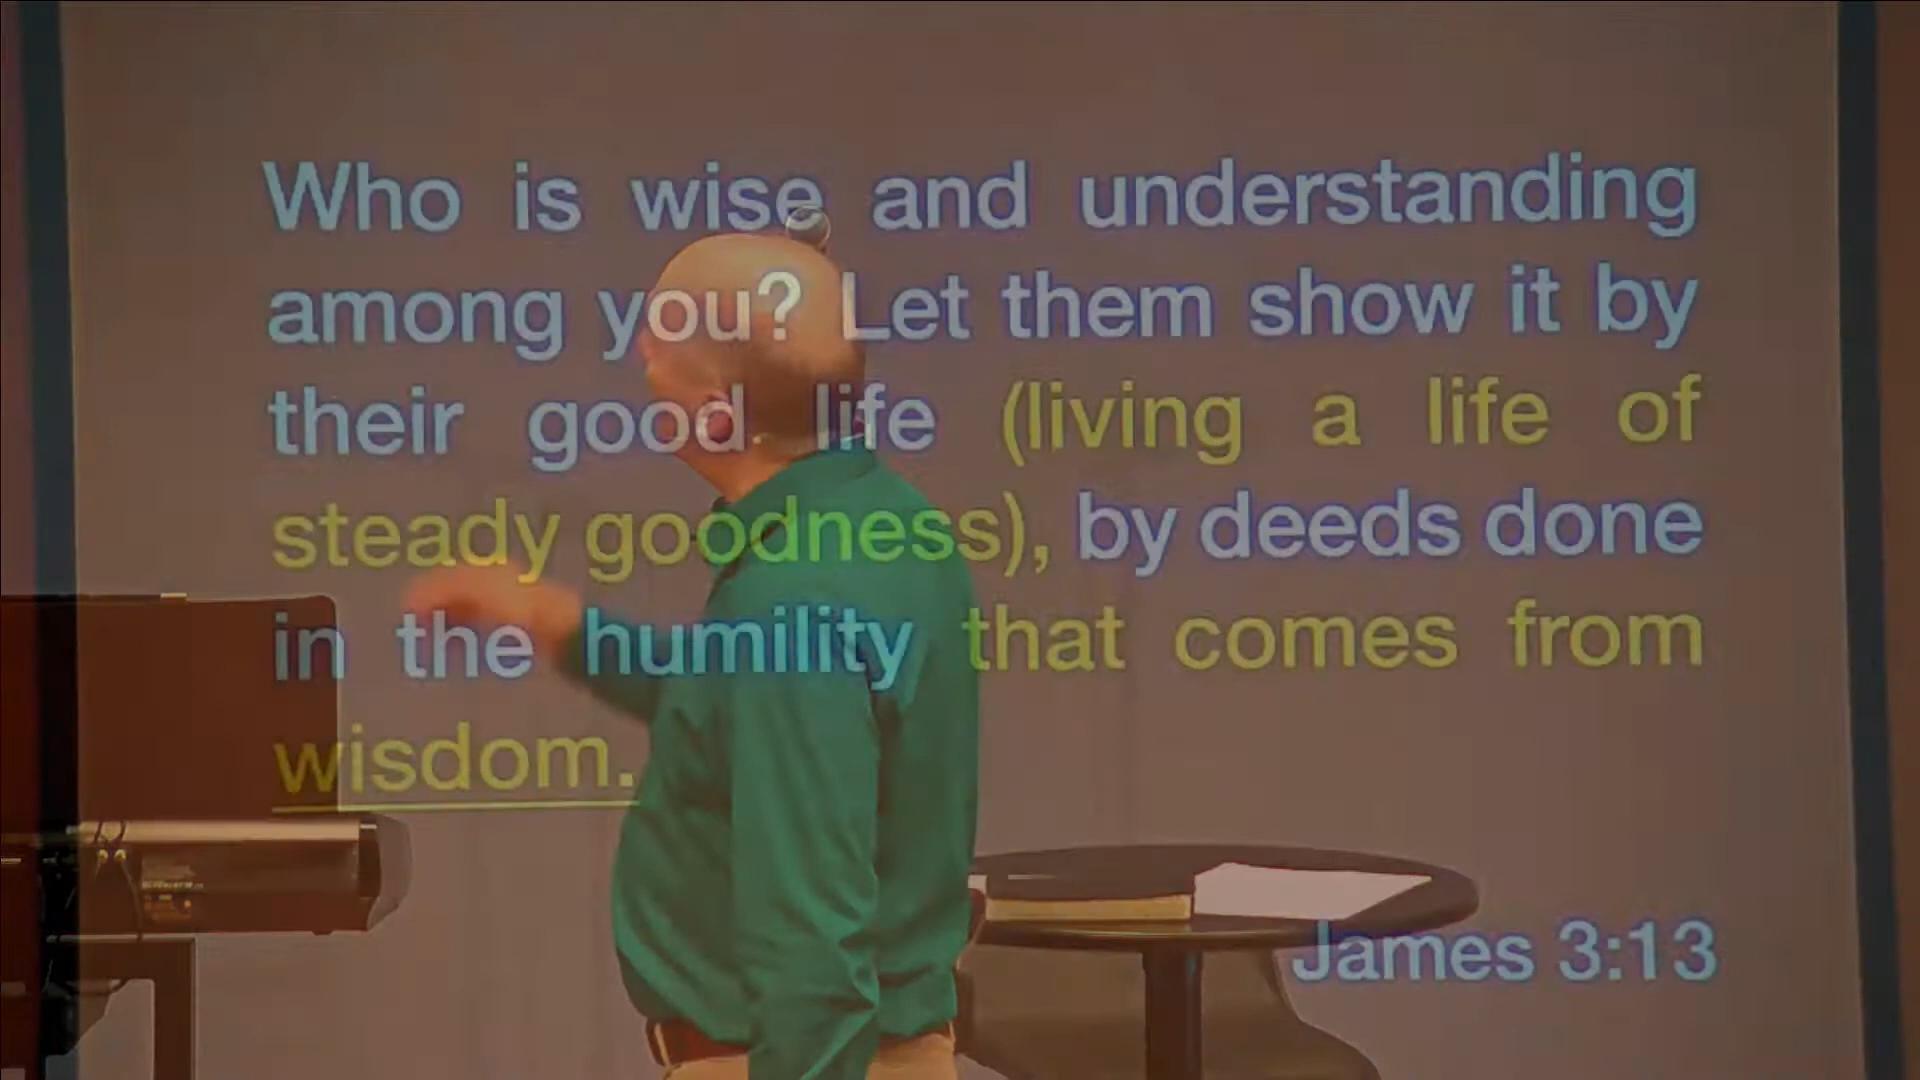 Who is wise and understanding
among you? Let them show it by
their good life (living a life of
steady goodness), by deeds done
in the humility that comes from
wisdom.
James 3:13